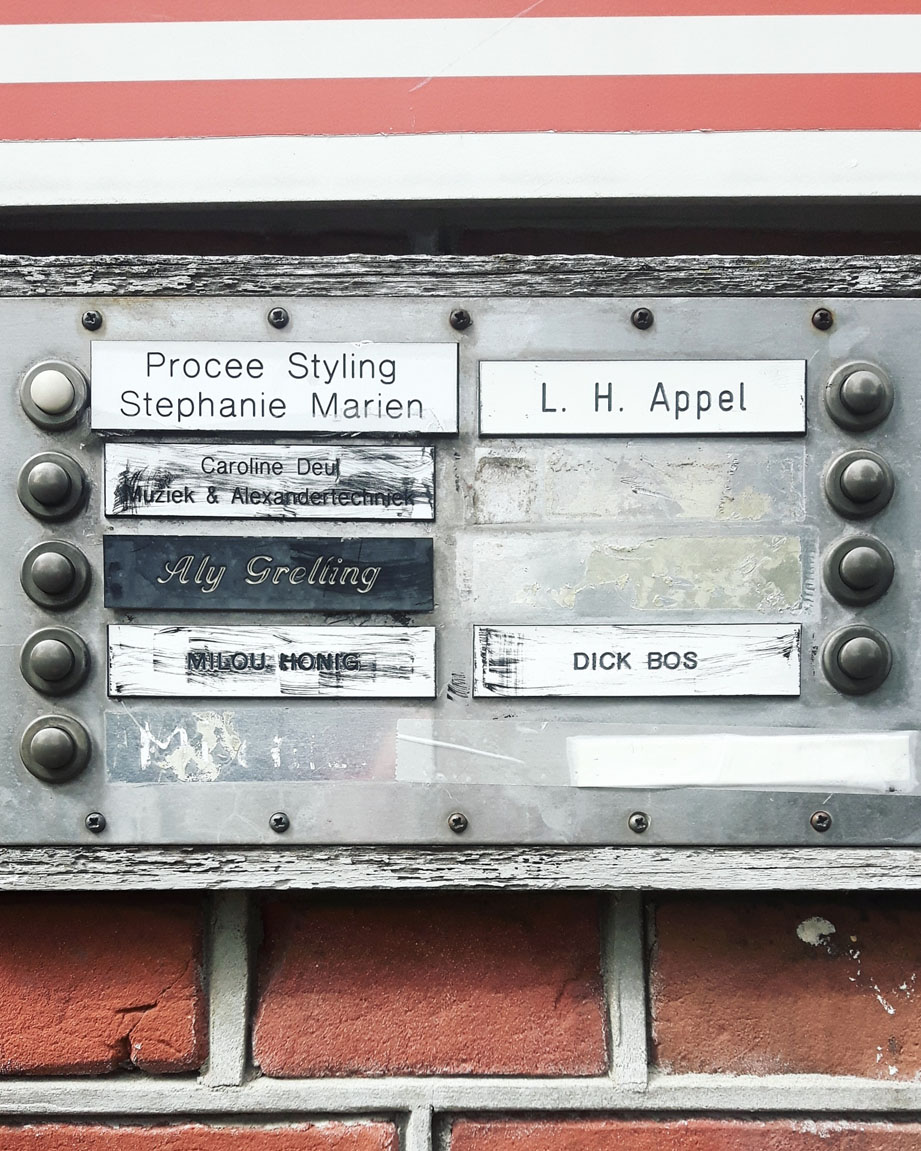 Procee Styling
Stephanie Marien
L. H. Appel
Caroline Deul
Muziek & Alexandertechniek
Aly Grelling
MILOU HONIG
DICK BOS